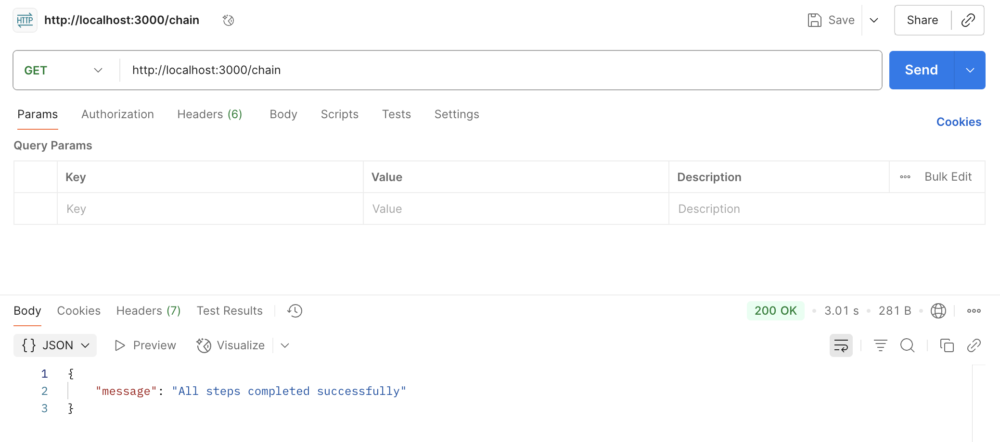 HTTP http://localhost:3000/chain Save Share
GET http://localhost:3000/chain Send
Params Authorization Headers (6) Body Scripts Tests Settings Cookies
Query Params
Key Value Description Bulk Edit
Key Value Description
Body Cookies Headers (7) Test Results 200 OK 3.01 s 281 B
{} JSON Preview Visualize
1 {
2 "message": "All steps completed successfully"
3 }